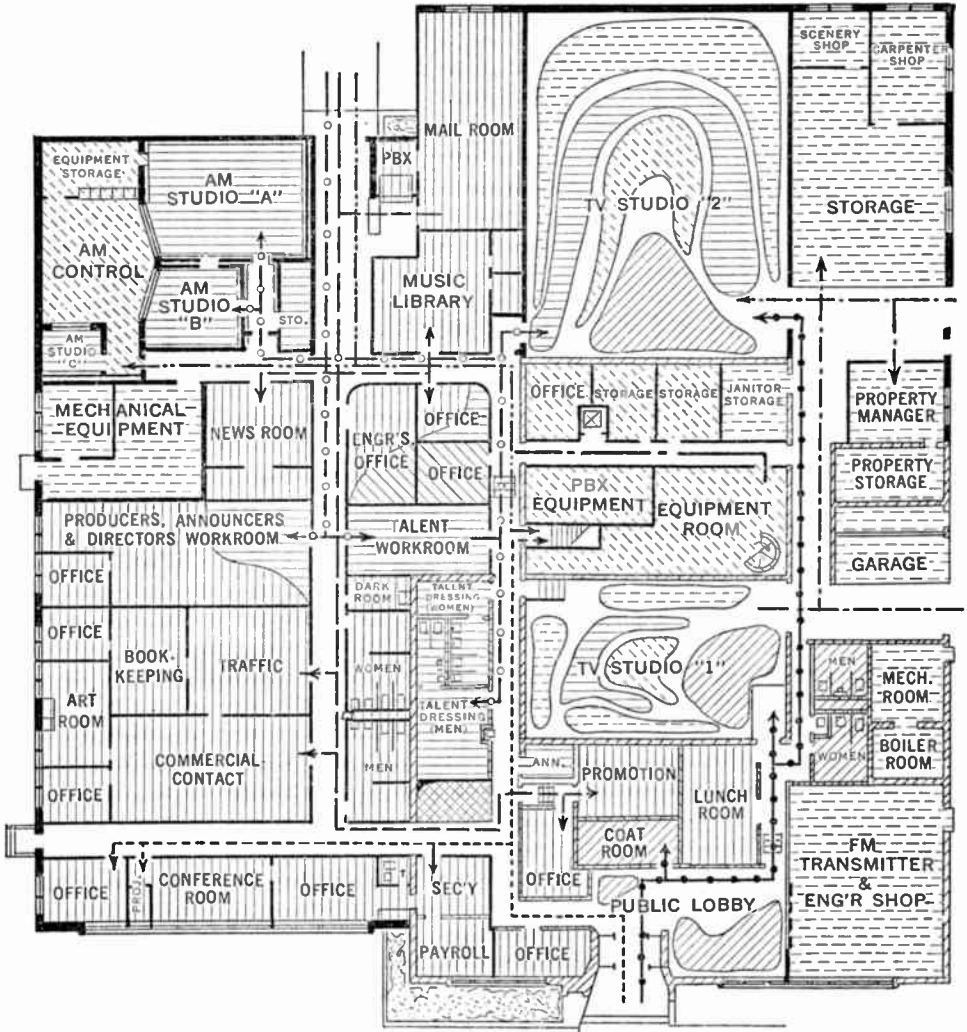 SCENERY
SHOP
CARPENTER
SHOP
MAIL ROOM
PBX
EQUIPMENT
STORAGE
AM
STUDIO "A"
TV STUDIO "2"
STORAGE
AM
CONTROL
AM
STUDIO
"B"
STO.
MUSIC
LIBRARY
AM
STUDIO
"C"
MECHANICAL
EQUIPMENT
NEWS ROOM
ENGR'S.
OFFICE
OFFICE
OFFICE
OFFICE
STORAGE
STORAGE
JANITOR
STORAGE
PROPERTY
MANAGER
PROPERTY
STORAGE
GARAGE
PBX
EQUIPMENT
EQUIPMENT
ROOM
PRODUCERS, ANNOUNCERS
& DIRECTORS WORKROOM
TALENT
WORKROOM
OFFICE
DARK
ROOM
TALENT
DRESSING
(WOMEN)
OFFICE
BOOK-
KEEPING
TRAFFIC
WOMEN
TV STUDIO "1"
MEN
MECH.
ROOM
ART
ROOM
TALENT
DRESSING
(MEN)
WOMEN
BOILER
ROOM
COMMERCIAL
CONTACT
MEN
ANN.
PROMOTION
LUNCH
ROOM
OFFICE
COAT
ROOM
OFFICE
FM
TRANSMITTER
&
ENG'R SHOP
OFFICE
PROJ.
CONFERENCE
ROOM
OFFICE
SEC'Y
PUBLIC LOBBY
PAYROLL
OFFICE